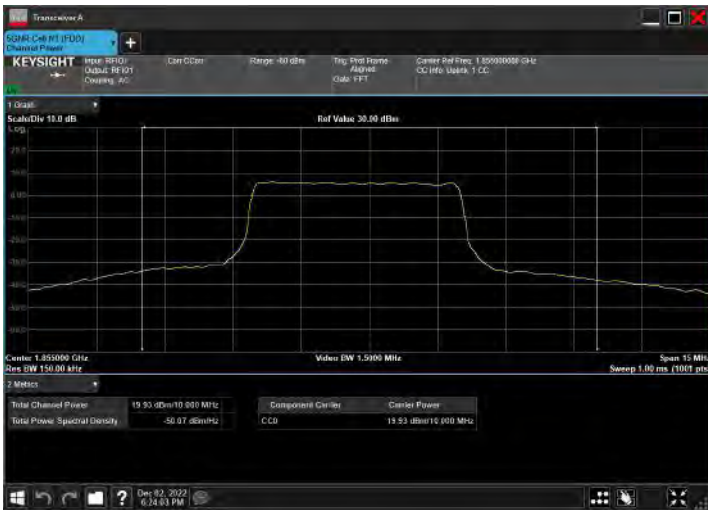 Transceiver A
5GNR Cell N1 (FDD)
Channel Power
+
KEYSIGHT
Input: RFIO1
Output: RFIO1
Coupling: AC
Corr CCorr
Range: -60 dBm
Trig: Prot Frame
Aligned
Gate: FFT
Carrier Ref Freq: 1.855000000 GHz
CC Info: Uplink, 1 CC
1 Graph
Scale/Div 10.0 dB
Ref Value 30.00 dBm
Log
Center 1.855000 GHz
Video BW 1.5000 MHz
Span 15 MHz
Res BW 150.00 kHz
Sweep 1.00 ms (1001 pts)
2 Metrics
Total Channel Power
19.93 dBm/10.000 MHz
Total Power Spectral Density
-50.07 dBm/Hz
Component Carrier
Carrier Power
CC0
19.93 dBm/10.000 MHz
?
Dec 02, 2022
6:24:03 PM